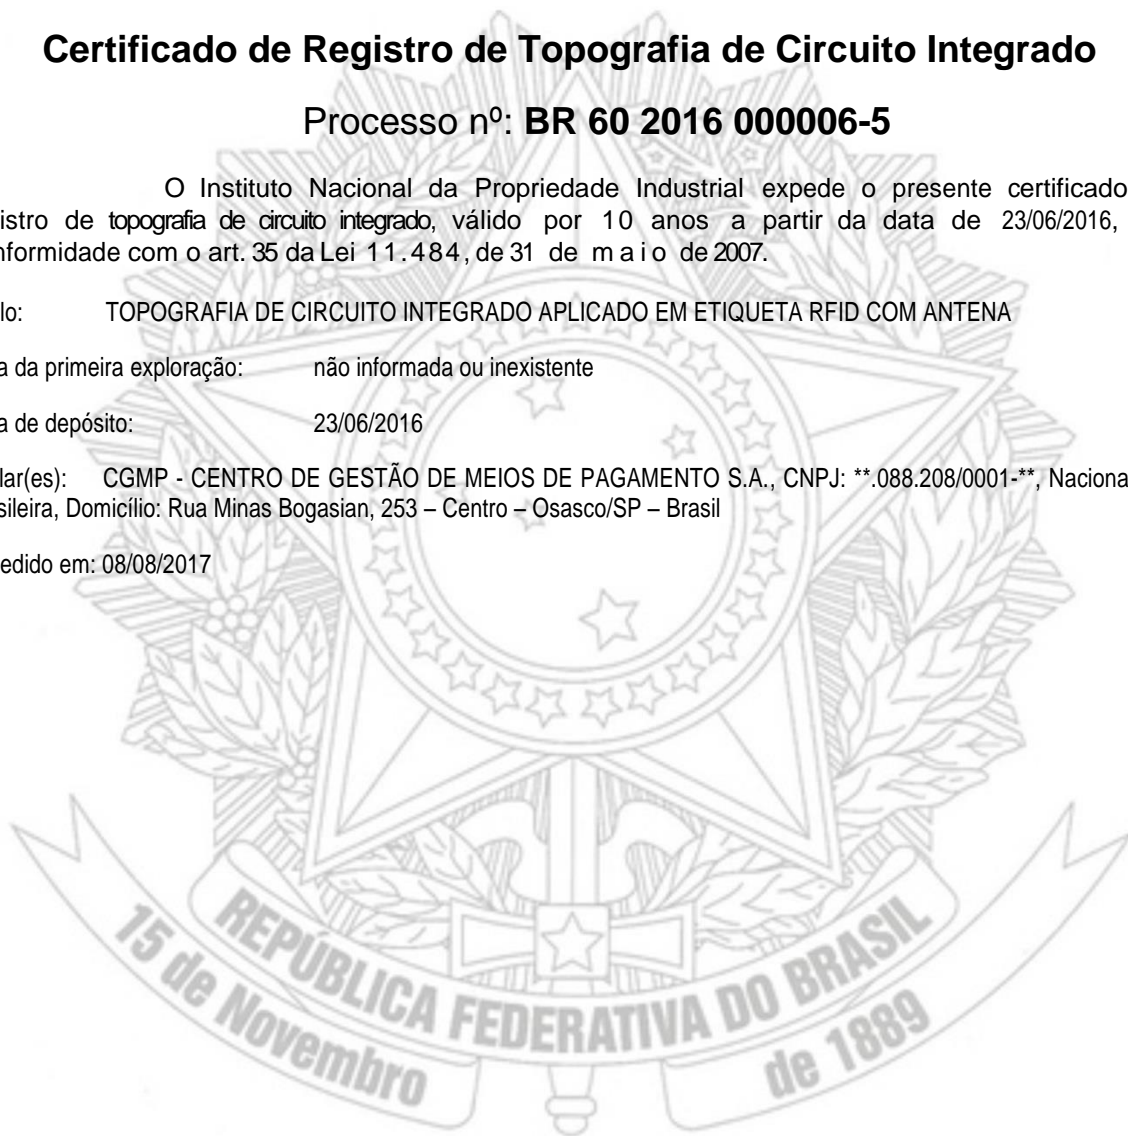 Certificado de Registro de Topografia de Circuito Integrado
Processo nº: BR 60 2016 000006-5
O Instituto Nacional da Propriedade Industrial expede o presente certificado
istro de topografia de circuito integrado, válido por 10 anos a partir da data de 23/06/2016,
nformidade com o art. 35 da Lei 11.484, de 31 de maio de 2007.
lo: TOPOGRAFIA DE CIRCUITO INTEGRADO APLICADO EM ETIQUETA RFID COM ANTENA
a da primeira exploração: não informada ou inexistente
a de depósito: 23/06/2016
lar(es): CGMP - CENTRO DE GESTÃO DE MEIOS DE PAGAMENTO S.A., CNPJ: **.088.208/0001-**, Naciona
sileira, Domicílio: Rua Minas Bogasian, 253 – Centro – Osasco/SP – Brasil
edido em: 08/08/2017
REPÚBLICA FEDERATIVA DO BRASIL
15 de Novembro de 1889